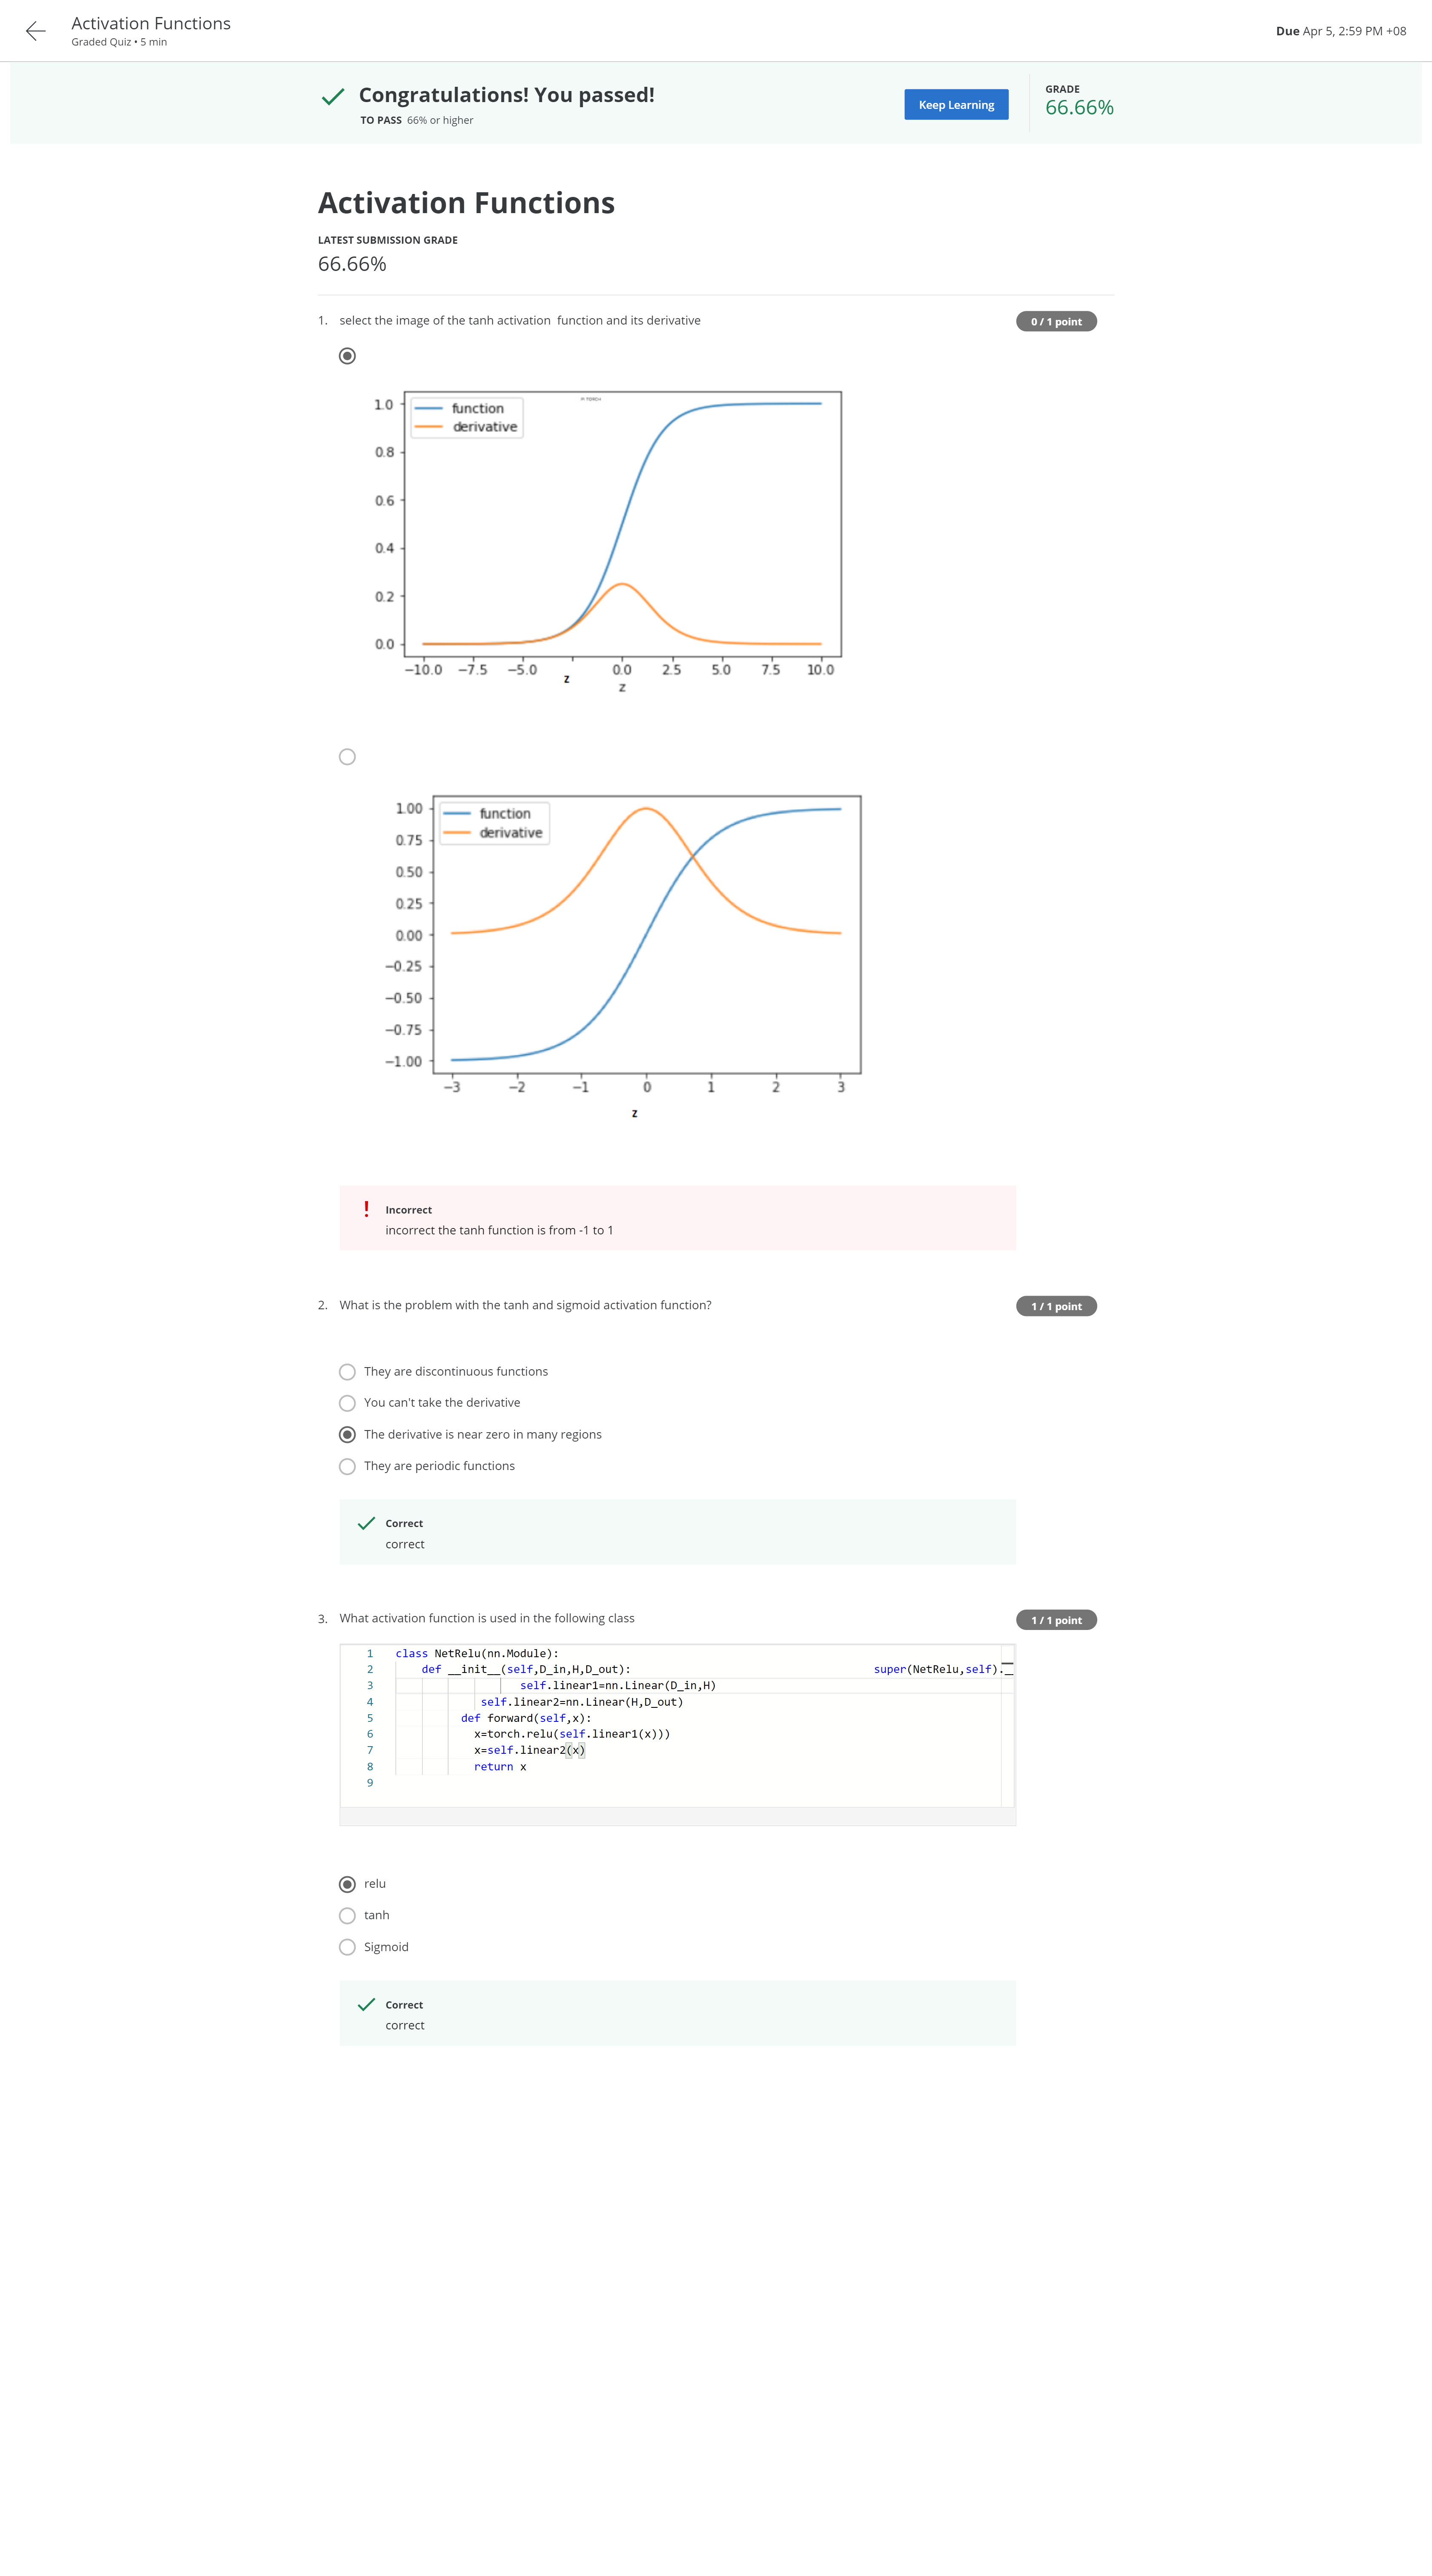 Activation Functions
Graded Quiz • 5 min
Due Apr 5, 2:59 PM +08
Congratulations! You passed!
TO PASS 66% or higher
Keep Learning
GRADE
66.66%
Activation Functions
LATEST SUBMISSION GRADE
66.66%
1. select the image of the tanh activation function and its derivative
0 / 1 point
function
derivative
1.0
0.8
0.6
0.4
0.2
0.0
−10.0 −7.5 −5.0 0.0 2.5 5.0 7.5 10.0
z
z
function
derivative
1.00
0.75
0.50
0.25
0.00
−0.25
−0.50
−0.75
−1.00
−3 −2 −1 0 1 2 3
z
!
Incorrect
incorrect the tanh function is from -1 to 1
2. What is the problem with the tanh and sigmoid activation function?
1 / 1 point
They are discontinuous functions
You can't take the derivative
The derivative is near zero in many regions
They are periodic functions
Correct
correct
3. What activation function is used in the following class
1 / 1 point
1 class NetRelu(nn.Module):
2 def __init__(self,D_in,H,D_out): super(NetRelu,self)._
3 self.linear1=nn.Linear(D_in,H)
4 self.linear2=nn.Linear(H,D_out)
5 def forward(self,x):
6 x=torch.relu(self.linear1(x)))
7 x=self.linear2(x)
8 return x
9
relu
tanh
Sigmoid
Correct
correct